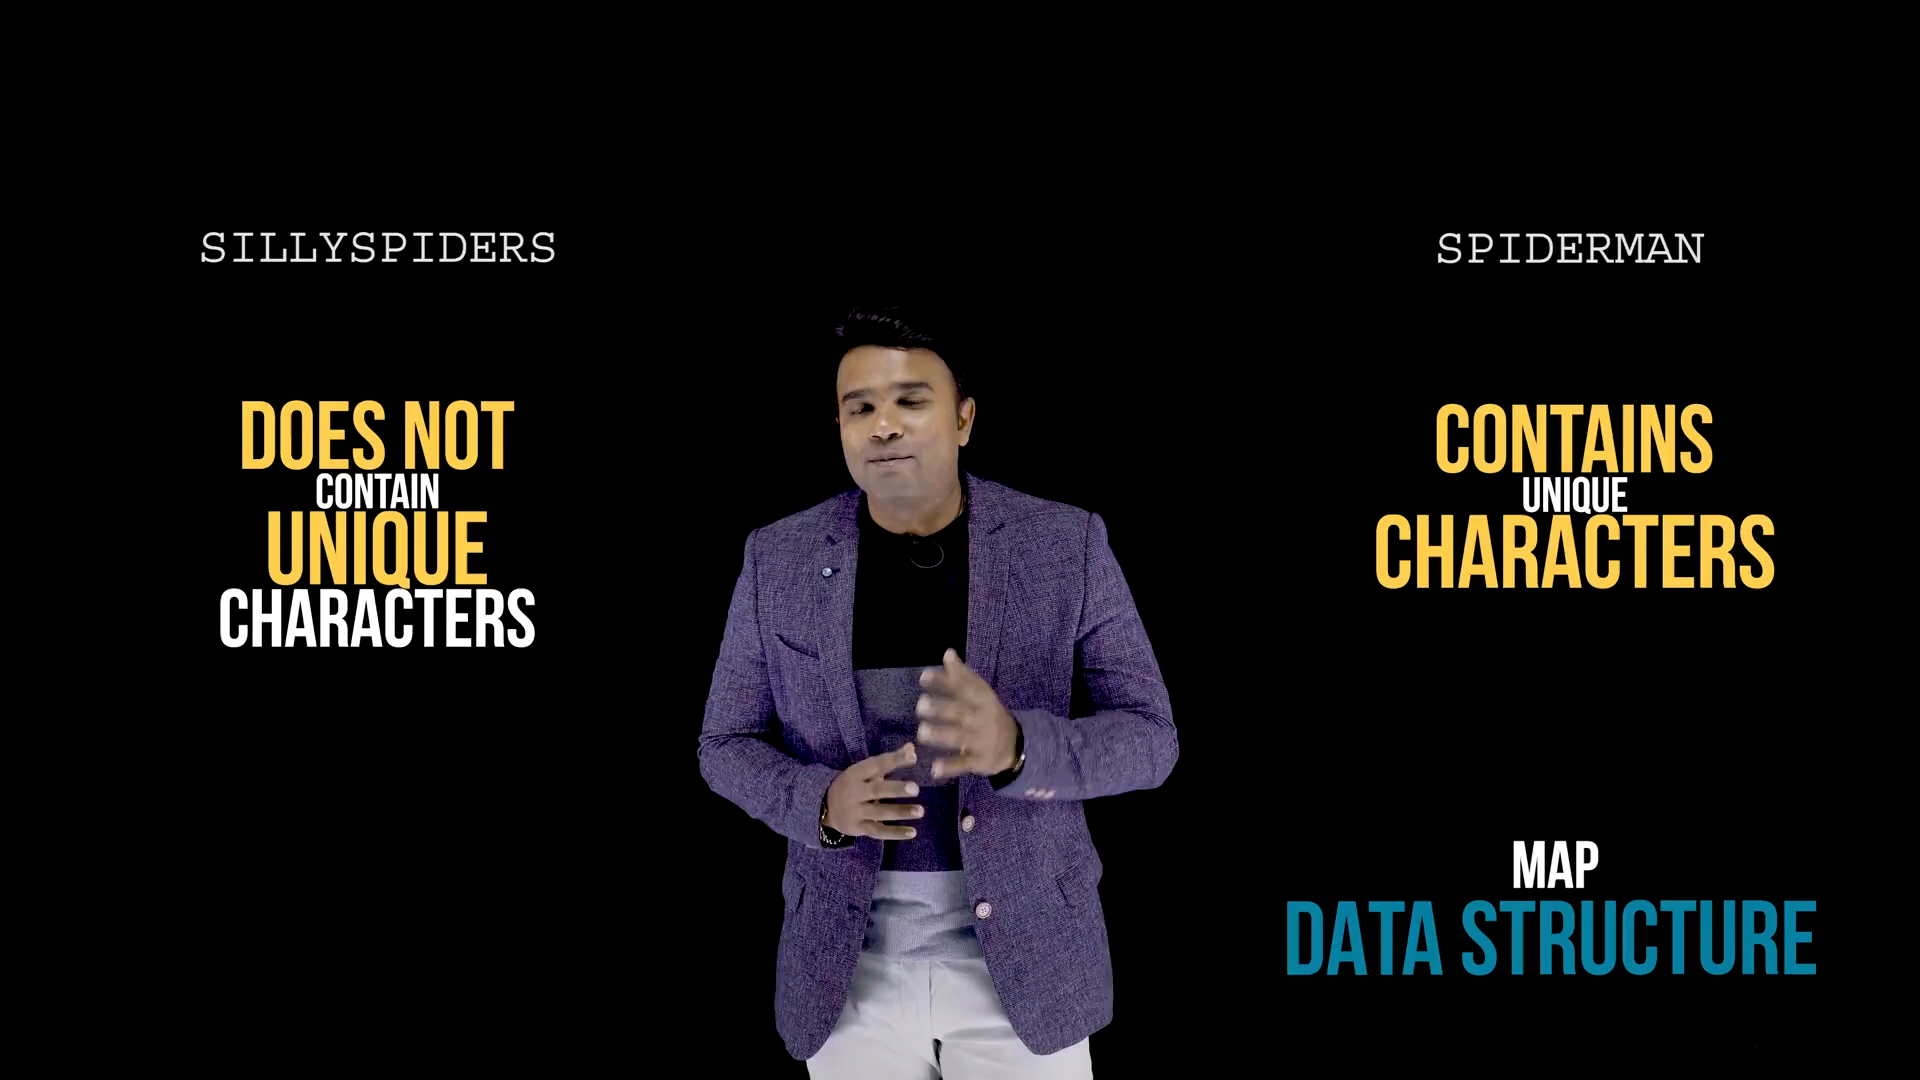 SILLYSPIDERS
DOES NOT
CONTAIN
UNIQUE
CHARACTERS
SPIDERMAN
CONTAINS
UNIQUE
CHARACTERS
MAP
DATA STRUCTURE